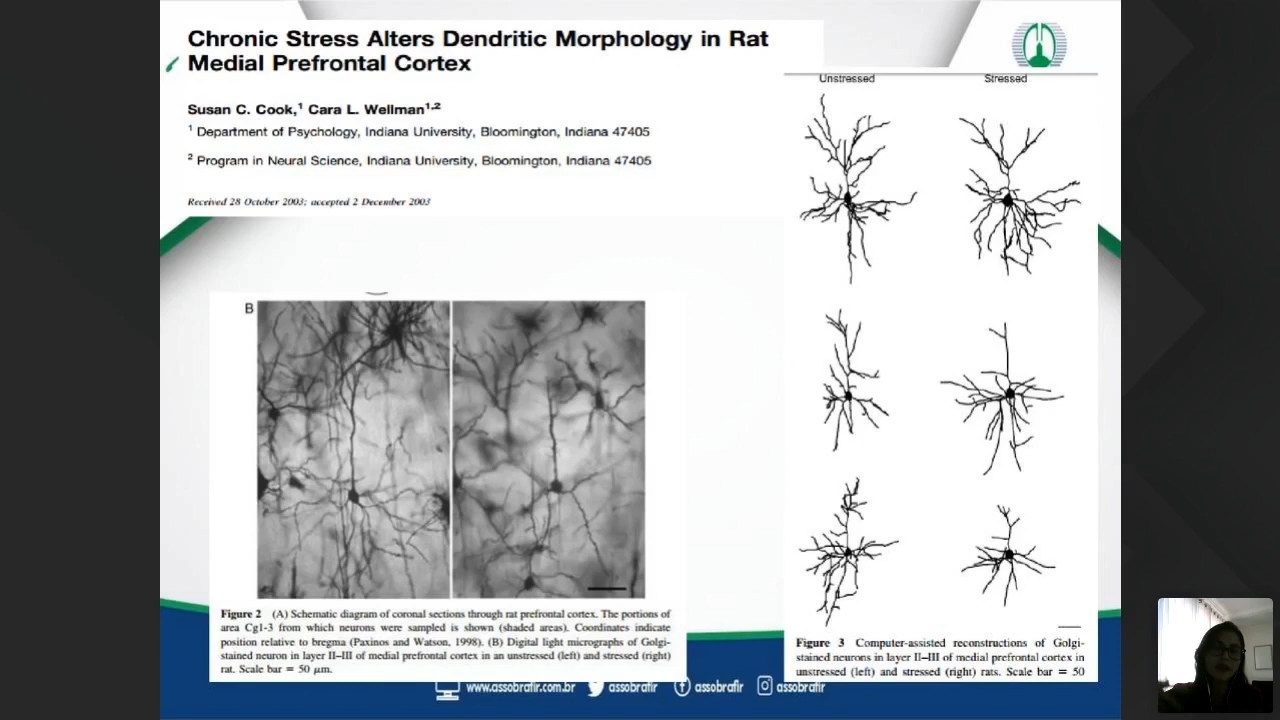 Chronic Stress Alters Dendritic Morphology in Rat
Medial Prefrontal Cortex
Susan C. Cook,¹ Cara L. Wellman¹,²
¹ Department of Psychology, Indiana University, Bloomington, Indiana 47405
² Program in Neural Science, Indiana University, Bloomington, Indiana 47405
Received 28 October 2003; accepted 2 December 2003
Unstressed Stressed
B
Figure 2 (A) Schematic diagram of coronal sections through rat prefrontal cortex. The portions of
area Cg1-3 from which neurons were sampled is shown (shaded areas). Coordinates indicate
position relative to bregma (Paxinos and Watson, 1998). (B) Digital light micrographs of Golgi-
stained neuron in layer II–III of medial prefrontal cortex in an unstressed (left) and stressed (right)
rat. Scale bar = 50 μm.
Figure 3 Computer-assisted reconstructions of Golgi-
stained neurons in layer II–III of medial prefrontal cortex in
unstressed (left) and stressed (right) rats. Scale bar = 50
www.assobrafir.com.br assobrafir assobrafir assobrafir